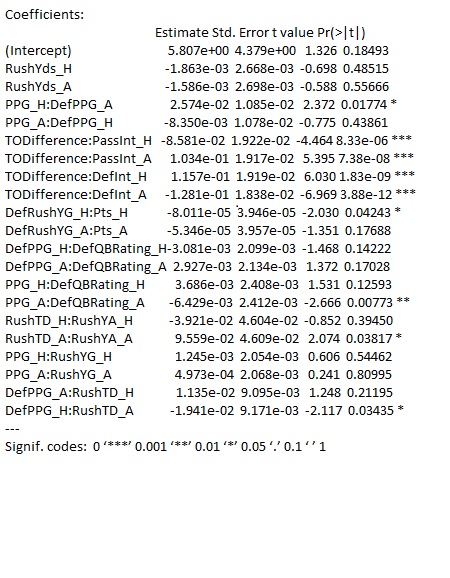 Coefficients:
Estimate Std. Error t value Pr(>|t|)
(Intercept) 5.807e+00 4.379e+00 1.326 0.18493
RushYds_H -1.863e-03 2.668e-03 -0.698 0.48515
RushYds_A -1.586e-03 2.698e-03 -0.588 0.55666
PPG_H:DefPPG_A 2.574e-02 1.085e-02 2.372 0.01774 *
PPG_A:DefPPG_H -8.350e-03 1.078e-02 -0.775 0.43861
TODifference:PassInt_H -8.581e-02 1.922e-02 -4.464 8.33e-06 ***
TODifference:PassInt_A 1.034e-01 1.917e-02 5.395 7.38e-08 ***
TODifference:DefInt_H 1.157e-01 1.919e-02 6.030 1.83e-09 ***
TODifference:DefInt_A -1.281e-01 1.838e-02 -6.969 3.88e-12 ***
DefRushYG_H:Pts_H -8.011e-05 3.946e-05 -2.030 0.04243 *
DefRushYG_A:Pts_A -5.346e-05 3.957e-05 -1.351 0.17688
DefPPG_H:DefQBRating_H-3.081e-03 2.099e-03 -1.468 0.14222
DefPPG_A:DefQBRating_A 2.927e-03 2.134e-03 1.372 0.17028
PPG_H:DefQBRating_H 3.686e-03 2.408e-03 1.531 0.12593
PPG_A:DefQBRating_A -6.429e-03 2.412e-03 -2.666 0.00773 **
RushTD_H:RushYA_H -3.921e-02 4.604e-02 -0.852 0.39450
RushTD_A:RushYA_A 9.559e-02 4.609e-02 2.074 0.03817 *
PPG_H:RushYG_H 1.245e-03 2.054e-03 0.606 0.54462
PPG_A:RushYG_A 4.973e-04 2.068e-03 0.241 0.80995
DefPPG_A:RushTD_H 1.135e-02 9.095e-03 1.248 0.21195
DefPPG_H:RushTD_A -1.941e-02 9.171e-03 -2.117 0.03435 *
---
Signif. codes: 0 ‘***’ 0.001 ‘**’ 0.01 ‘*’ 0.05 ‘.’ 0.1 ‘ ’ 1